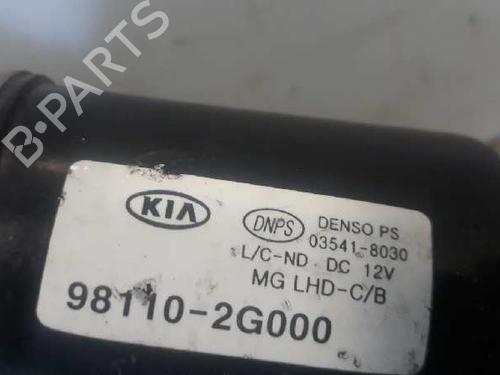 B-PARTS
KIA
DNPS
DENSO PS
03541-8030
L/C-ND DC 12V
MG LHD-C/B
98110-2G000